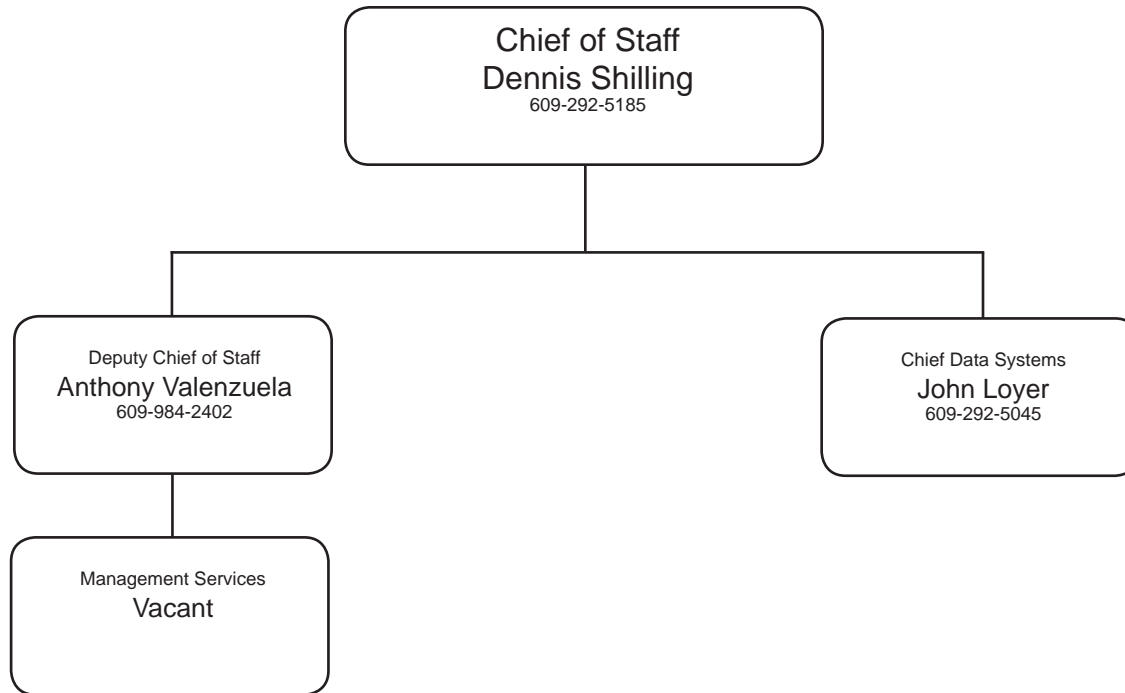 Chief of Staff
Dennis Shilling
609-292-5185
Deputy Chief of Staff
Anthony Valenzuela
609-984-2402
Chief Data Systems
John Loyer
609-292-5045
Management Services
Vacant